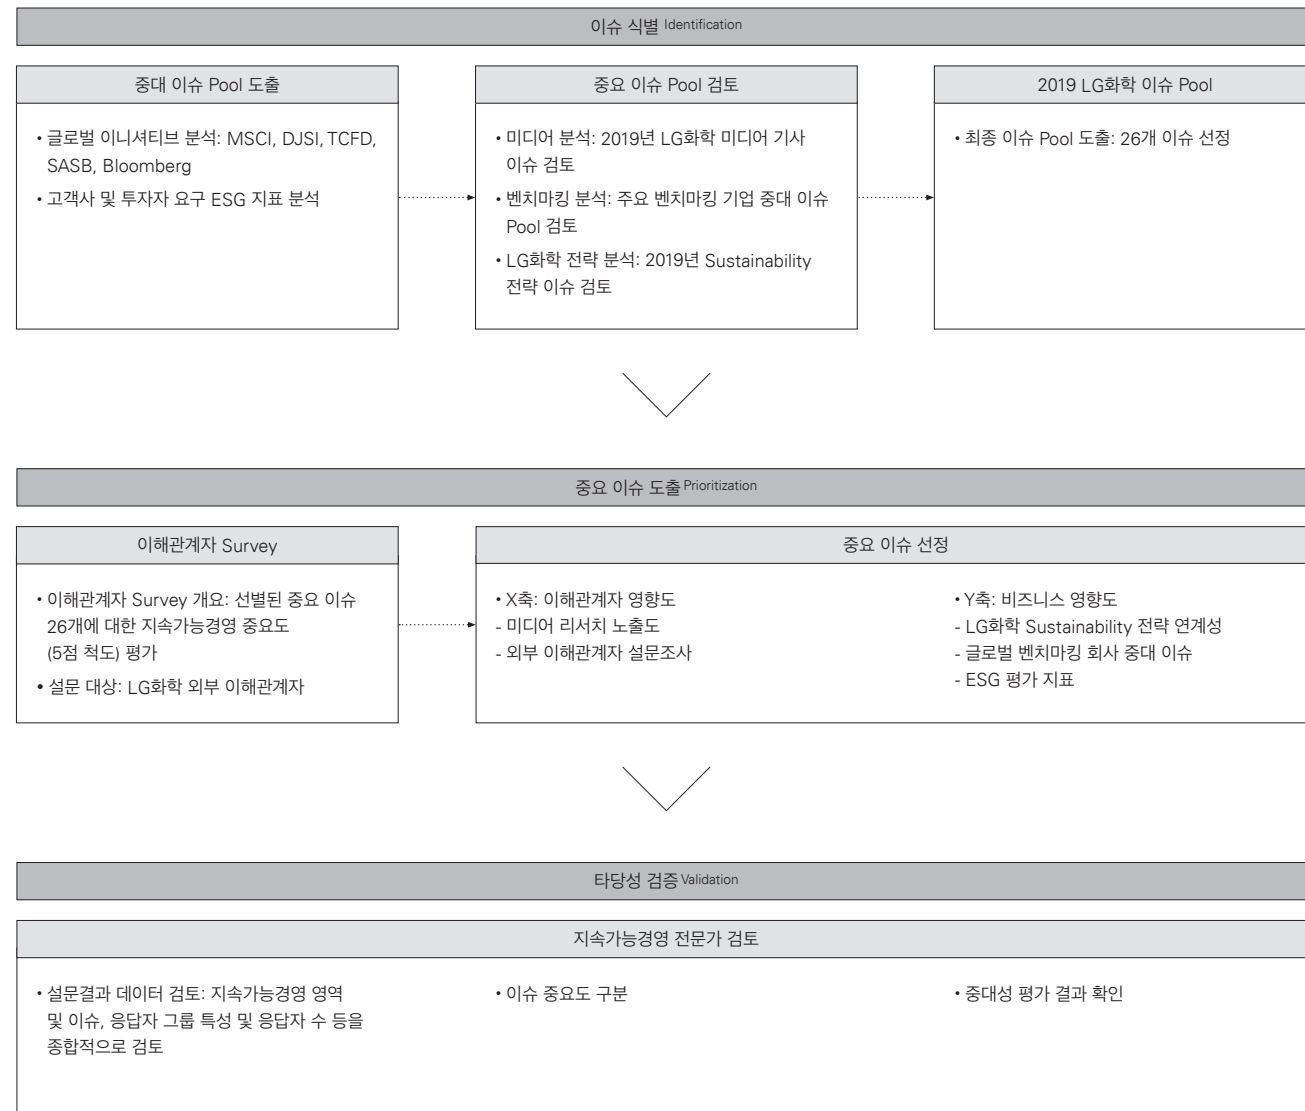 이슈 식별 Identification
중대 이슈 Pool 도출
• 글로벌 이니셔티브 분석: MSCI, DJSI, TCFD,
SASB, Bloomberg
• 고객사 및 투자자 요구 ESG 지표 분석
중요 이슈 Pool 검토
• 미디어 분석: 2019년 LG화학 미디어 기사
이슈 검토
• 벤치마킹 분석: 주요 벤치마킹 기업 중대 이슈
Pool 검토
• LG화학 전략 분석: 2019년 Sustainability
전략 이슈 검토
2019 LG화학 이슈 Pool
• 최종 이슈 Pool 도출: 26개 이슈 선정
중요 이슈 도출 Prioritization
이해관계자 Survey
• 이해관계자 Survey 개요: 선별된 중요 이슈
26개에 대한 지속가능경영 중요도
(5점 척도) 평가
• 설문 대상: LG화학 외부 이해관계자
중요 이슈 선정
• X축: 이해관계자 영향도
- 미디어 리서치 노출도
- 외부 이해관계자 설문조사
• Y축: 비즈니스 영향도
- LG화학 Sustainability 전략 연계성
- 글로벌 벤치마킹 회사 중대 이슈
- ESG 평가 지표
타당성 검증 Validation
지속가능경영 전문가 검토
• 설문결과 데이터 검토: 지속가능경영 영역
및 이슈, 응답자 그룹 특성 및 응답자 수 등을
종합적으로 검토
• 이슈 중요도 구분
• 중대성 평가 결과 확인